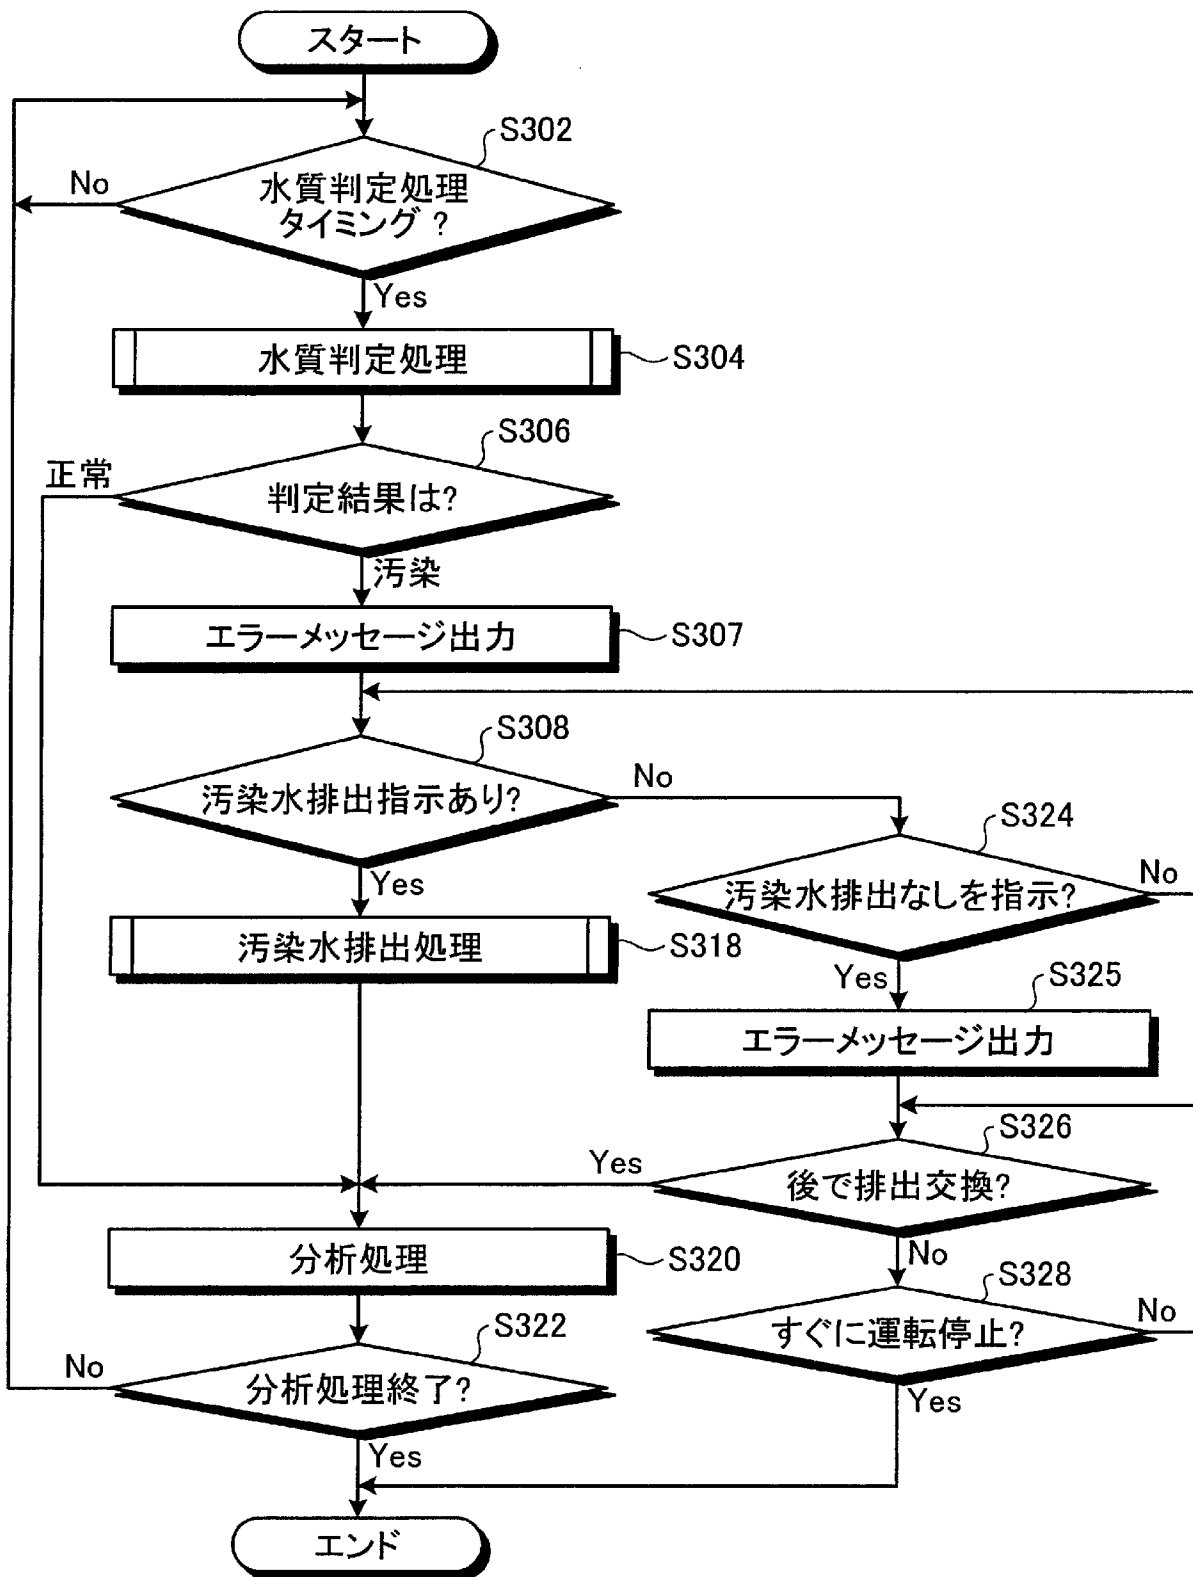 スタート
S302
No
水質判定処理
タイミング?
Yes
水質判定処理
S304
S306
正常
判定結果は?
汚染
エラーメッセージ出力
S307
S308
汚染水排出指示あり?
No
S324
汚染水排出なしを指示?
No
Yes
汚染水排出処理
S318
Yes
S325
エラーメッセージ出力
S326
Yes
後で排出交換?
No
分析処理
S320
S328
すぐに運転停止?
No
S322
No
分析処理終了?
Yes
Yes
エンド